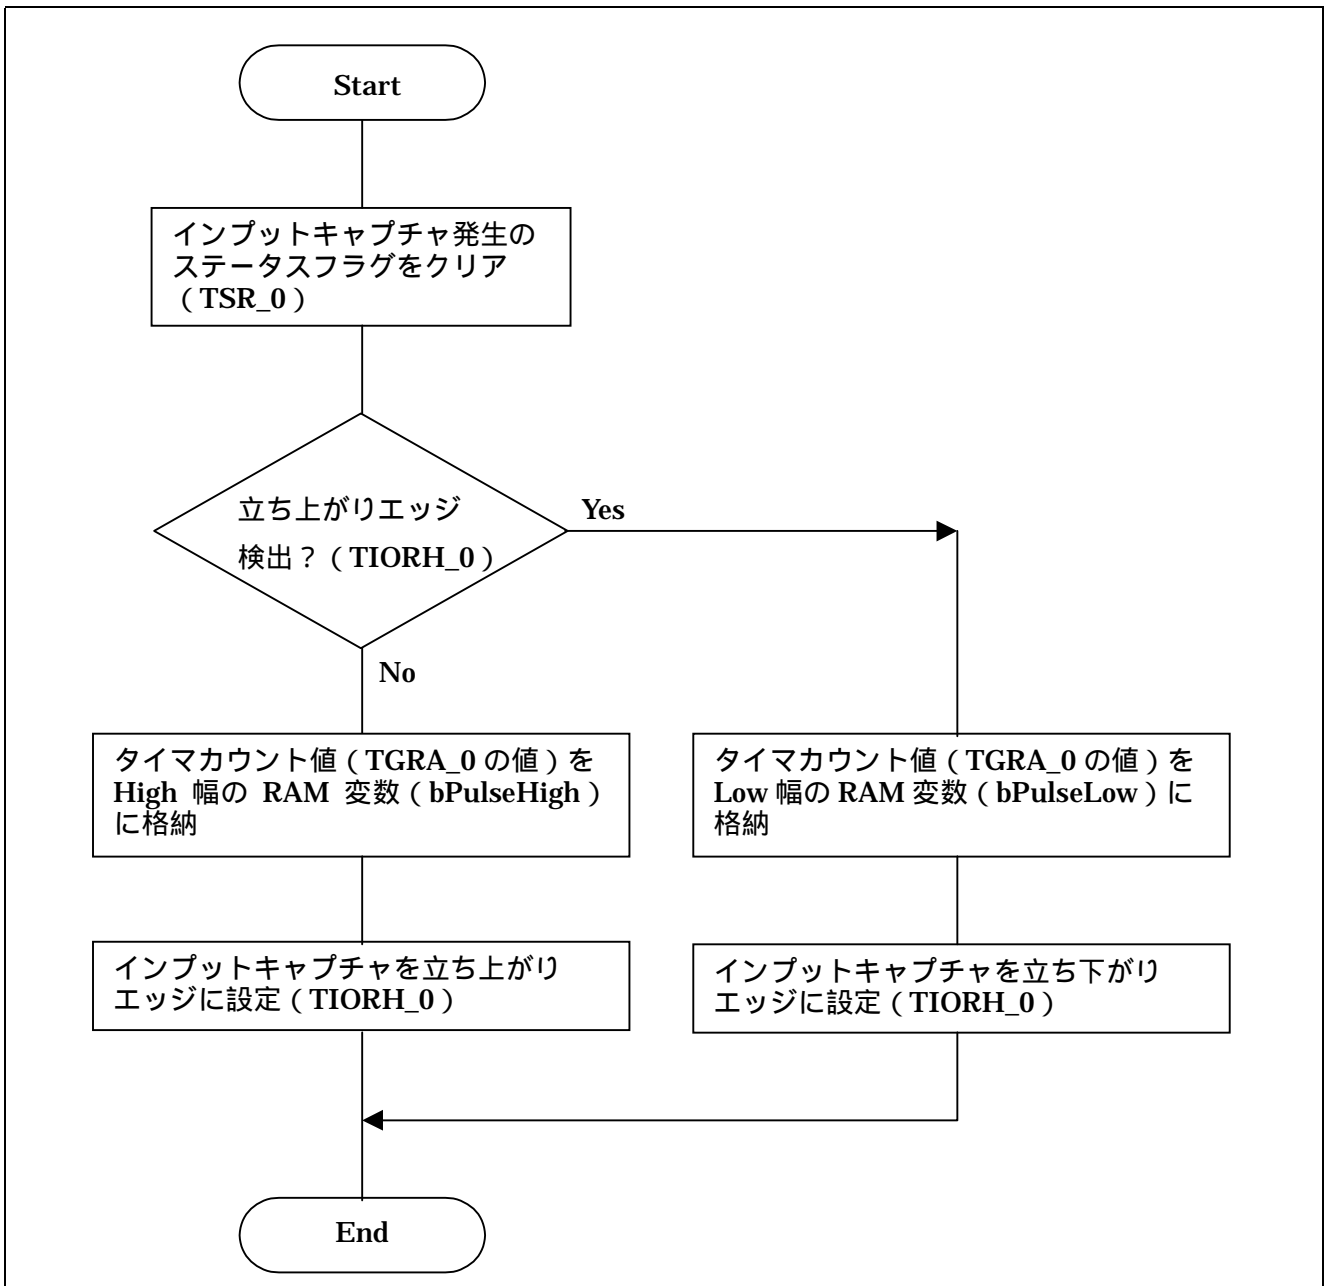 Start
インプットキャプチャ発生の
ステータスフラグをクリア
（TSR_0）
立ち上がりエッジ
検出？（TIORH_0）
Yes
No
タイマカウント値（TGRA_0 の値）を
High 幅の RAM 変数（bPulseHigh）
に格納
タイマカウント値（TGRA_0 の値）を
Low 幅の RAM 変数（bPulseLow）に
格納
インプットキャプチャを立ち上がり
エッジに設定（TIORH_0）
インプットキャプチャを立ち下がり
エッジに設定（TIORH_0）
End